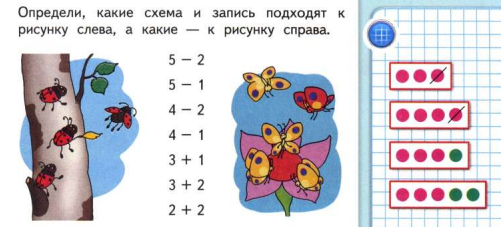 Определи, какие схема и запись подходят к
рисунку слева, а какие — к рисунку справа.
5 − 2
5 − 1
4 − 2
4 − 1
3 + 1
3 + 2
2 + 2